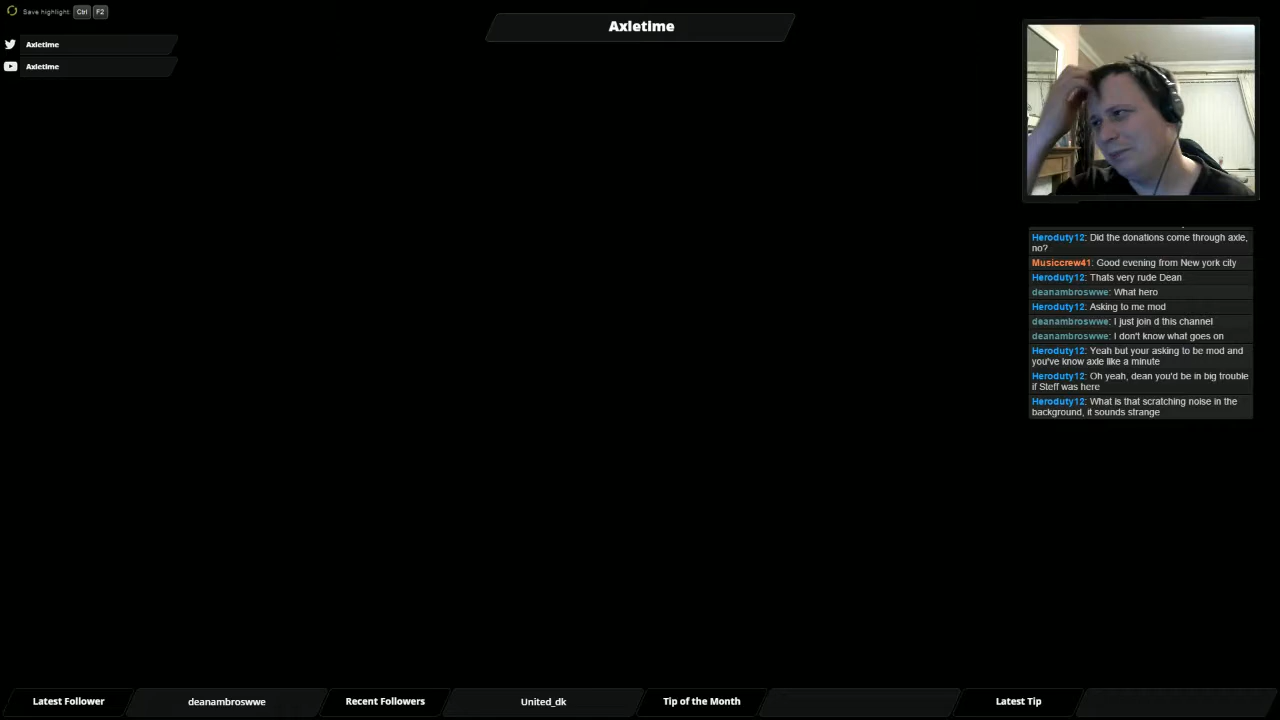 Save highlight: Ctrl F2
Axletime
Axletime
Axletime
Heroduty12: Did the donations come through axle,
no?
Musiccrew41: Good evening from New york city
Heroduty12: Thats very rude Dean
deanambroswwe: What hero
Heroduty12: Asking to me mod
deanambroswwe: I just join d this channel
deanambroswwe: I don't know what goes on
Heroduty12: Yeah but your asking to be mod and
you've know axle like a minute
Heroduty12: Oh yeah, dean you'd be in big trouble
if Steff was here
Heroduty12: What is that scratching noise in the
background, it sounds strange
Latest Follower deanambroswwe Recent Followers United_dk Tip of the Month Latest Tip